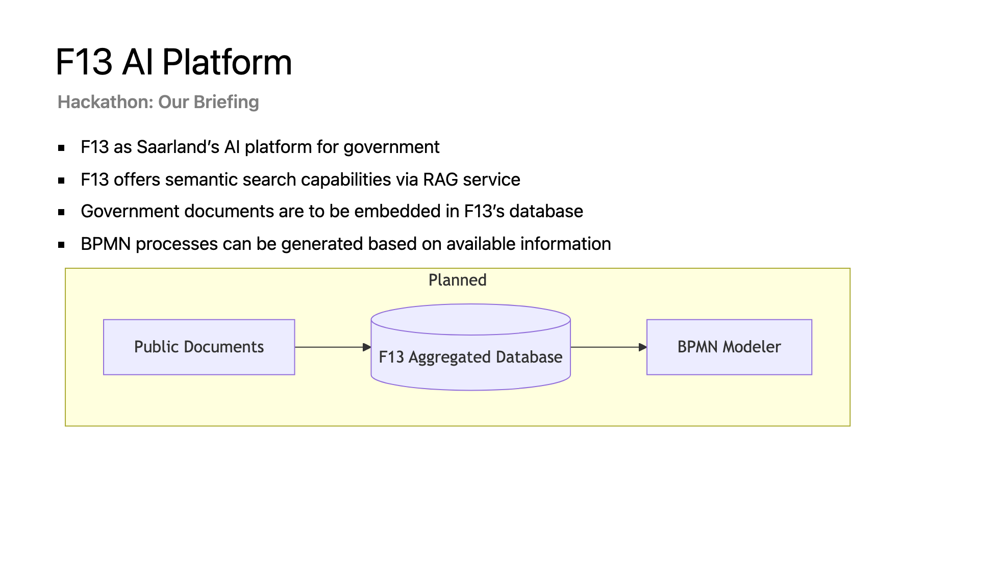 F13 AI Platform
Hackathon: Our Briefing
▪ F13 as Saarland’s AI platform for government
▪ F13 offers semantic search capabilities via RAG service
▪ Government documents are to be embedded in F13’s database
▪ BPMN processes can be generated based on available information
Planned
Public Documents
F13 Aggregated Database
BPMN Modeler